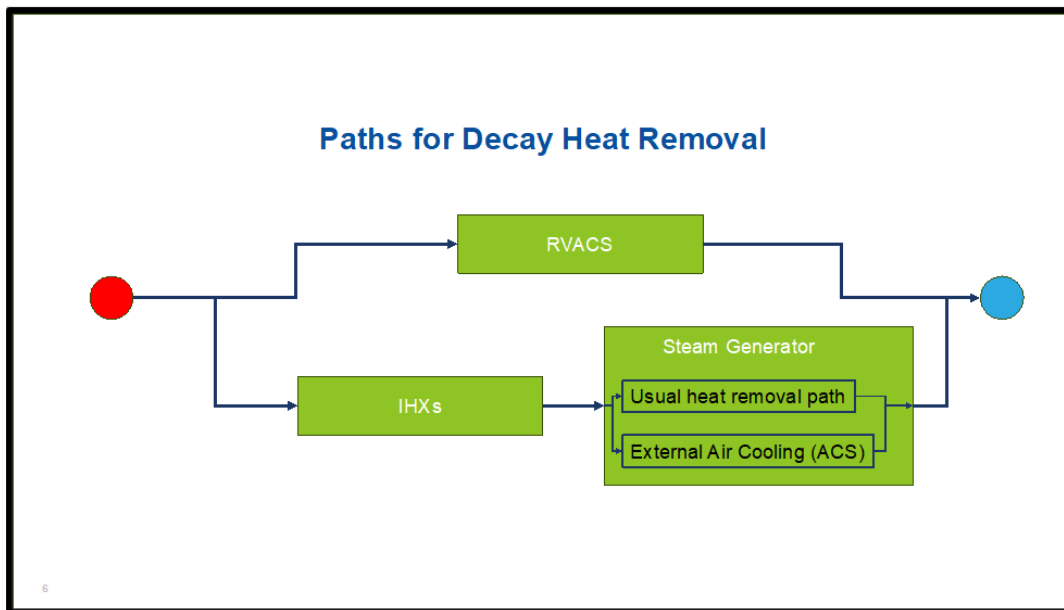 Paths for Decay Heat Removal
RVACS
Steam Generator
Usual heat removal path
IHXs
External Air Cooling (ACS)
6